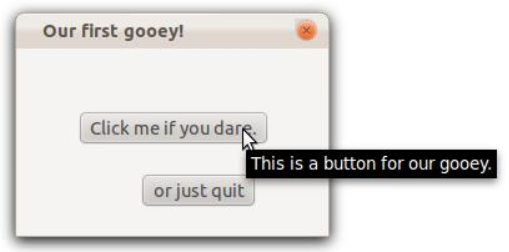 Our first gooey!
Click me if you dare.
This is a button for our gooey.
or just quit